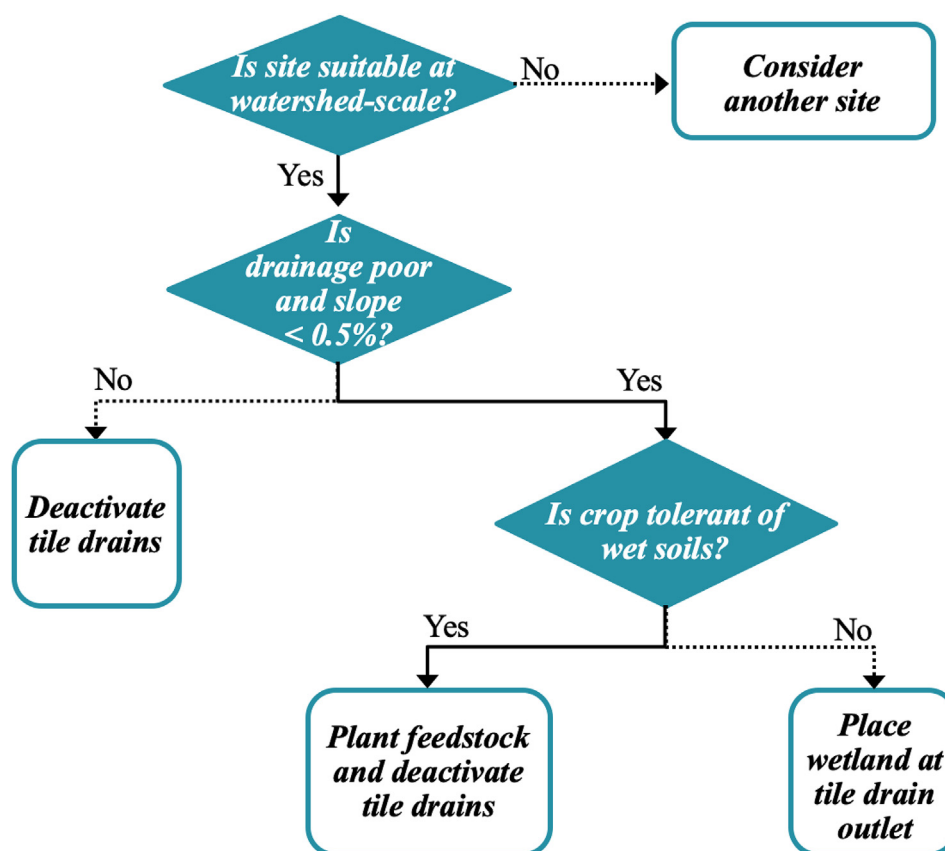 Is site suitable at
watershed-scale?
No
Consider
another site
Yes
Is
drainage poor
and slope
< 0.5%?
No
Yes
Deactivate
tile drains
Is crop tolerant of
wet soils?
Yes
No
Plant feedstock
and deactivate
tile drains
Place
wetland at
tile drain
outlet